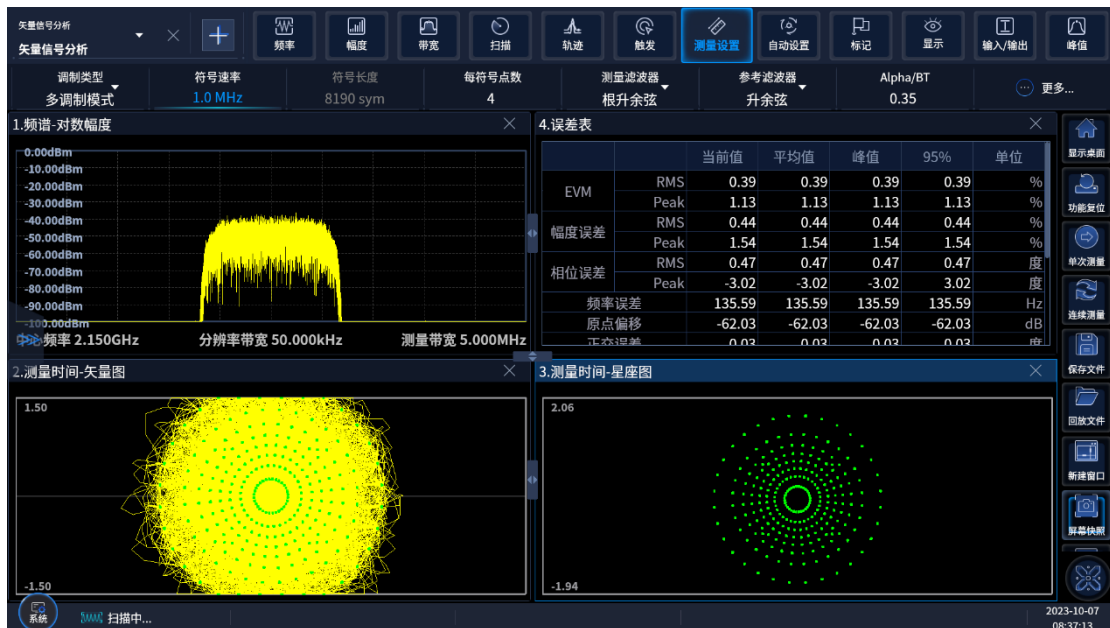 矢量信号分析
矢量信号分析
频率 幅度 带宽 扫描 轨迹 触发 测量设置 自动设置 标记 显示 输入/输出 峰值
调制类型 符号速率 符号长度 每符号点数 测量滤波器 参考滤波器 Alpha/BT
多调制模式 1.0 MHz 8190 sym 4 根升余弦 升余弦 0.35 更多...
1.频谱-对数幅度
0.00dBm
-10.00dBm
-20.00dBm
-30.00dBm
-40.00dBm
-50.00dBm
-60.00dBm
-70.00dBm
-80.00dBm
-90.00dBm
-100.00dBm
中心频率 2.150GHz 分辨率带宽 50.000kHz 测量带宽 5.000MHz
4.误差表
当前值 平均值 峰值 95% 单位
EVM RMS 0.39 0.39 0.39 0.39 %
Peak 1.13 1.13 1.13 1.13 %
幅度误差 RMS 0.44 0.44 0.44 0.44 %
Peak 1.54 1.54 1.54 1.54 %
相位误差 RMS 0.47 0.47 0.47 0.47 度
Peak -3.02 -3.02 -3.02 3.02 度
频率误差 135.59 135.59 135.59 135.59 Hz
原点偏移 -62.03 -62.03 -62.03 -62.03 dB
正交误差 0.03 0.03 0.03 0.03 度
2.测量时间-矢量图
1.50
-1.50
3.测量时间-星座图
2.06
-1.94
显示桌面
功能复位
单次测量
连续测量
保存文件
回放文件
新建窗口
屏幕快照
系统 扫描中...
2023-10-07
08:37:13